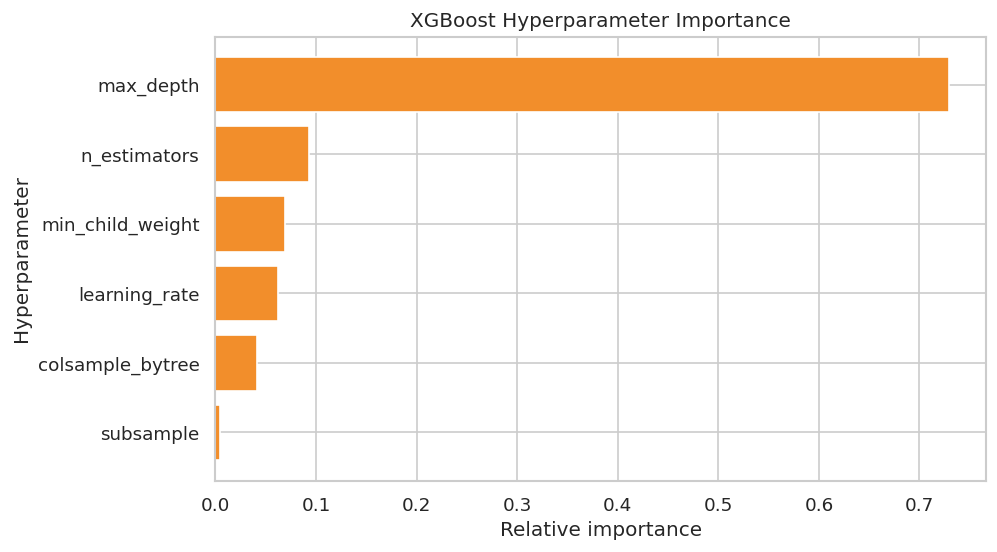 XGBoost Hyperparameter Importance
Hyperparameter
max_depth
n_estimators
min_child_weight
learning_rate
colsample_bytree
subsample
0.0 0.1 0.2 0.3 0.4 0.5 0.6 0.7
Relative importance